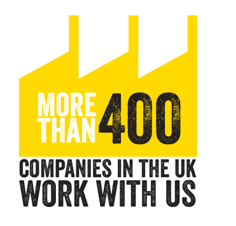 MORE
THAN 400
COMPANIES IN THE UK
WORK WITH US